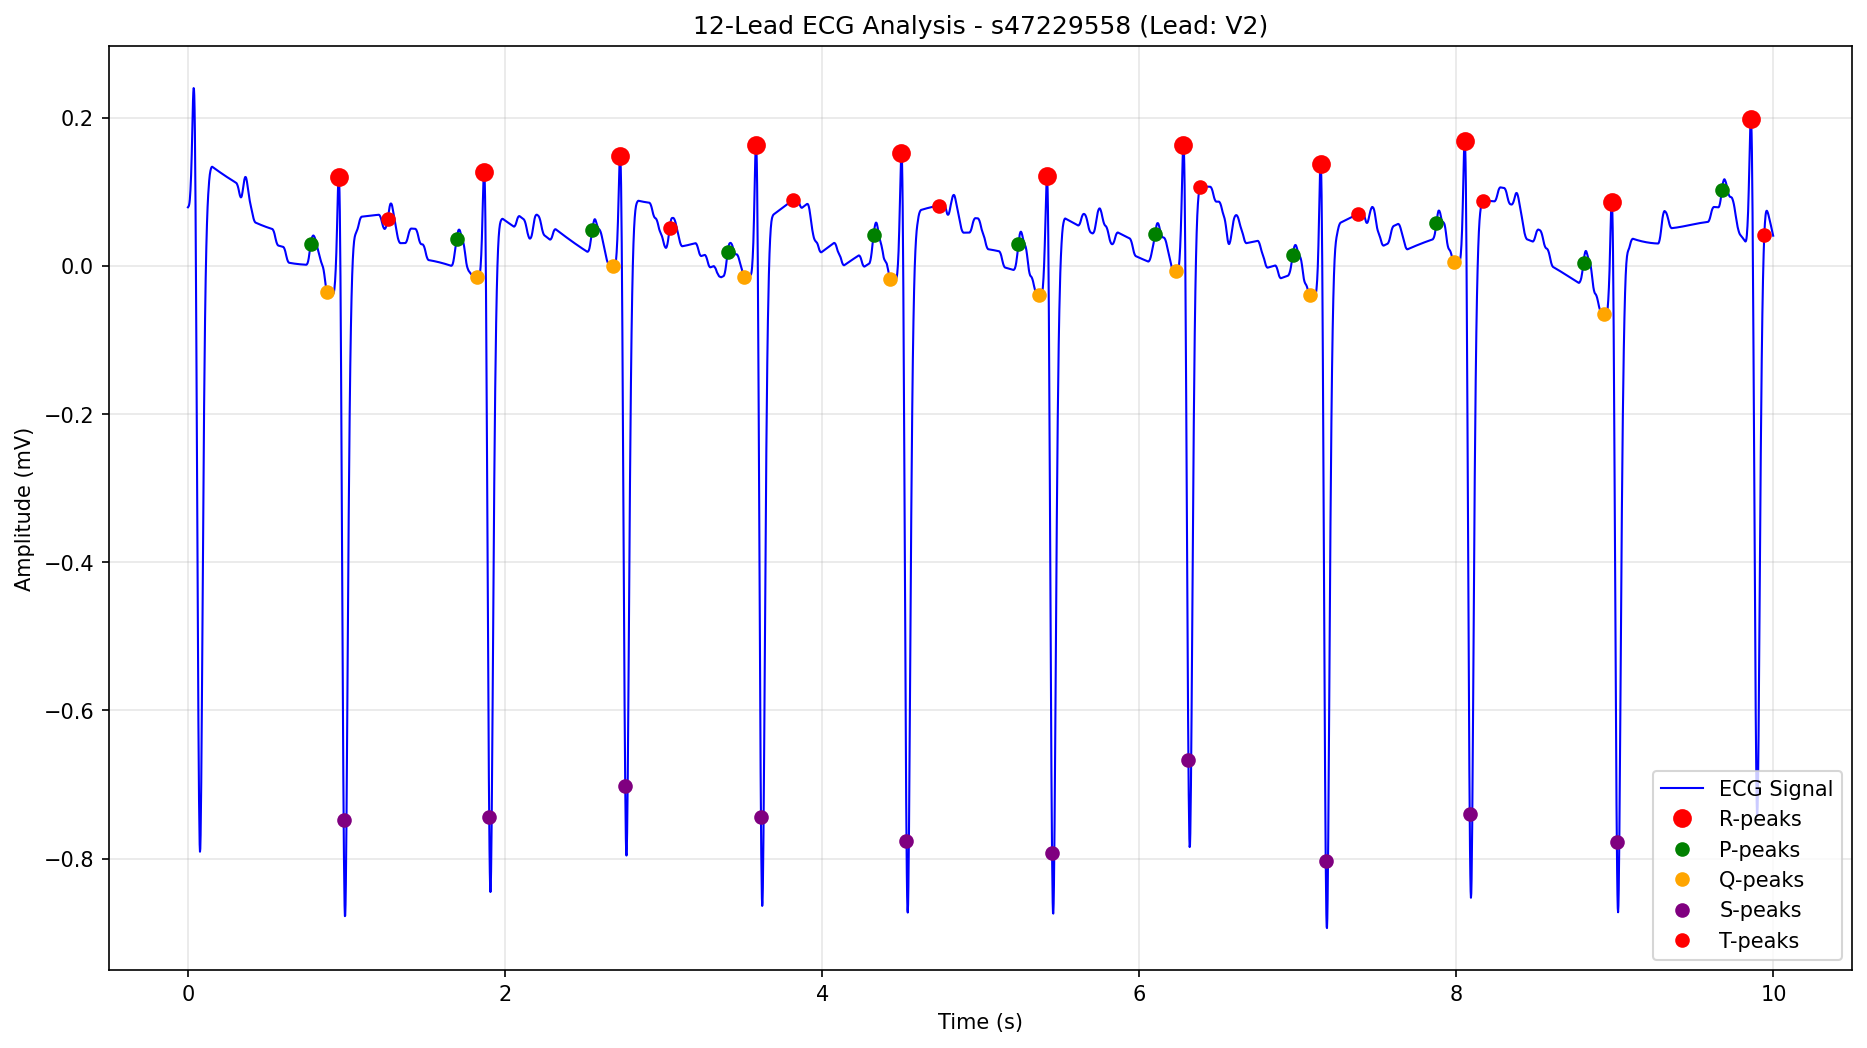 12-Lead ECG Analysis - s47229558 (Lead: V2)
Amplitude (mV)
0.2
0.0
−0.2
−0.4
−0.6
−0.8
0 2 4 6 8 10
Time (s)
ECG Signal
R-peaks
P-peaks
Q-peaks
S-peaks
T-peaks